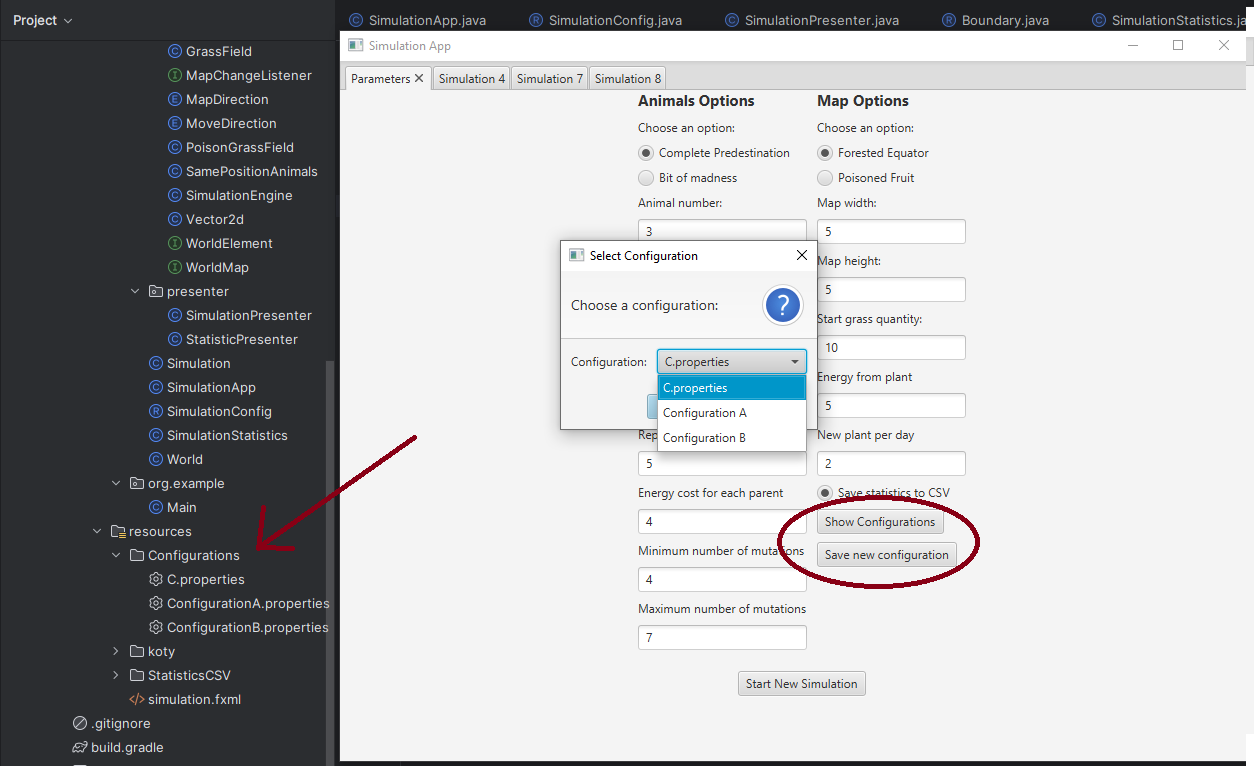 Project
SimulationApp.java
SimulationConfig.java
SimulationPresenter.java
Boundary.java
SimulationStatistics.ja
GrassField
MapChangeListener
MapDirection
MoveDirection
PoisonGrassField
SamePositionAnimals
SimulationEngine
Vector2d
WorldElement
WorldMap
presenter
SimulationPresenter
StatisticPresenter
Simulation
SimulationApp
SimulationConfig
SimulationStatistics
World
org.example
Main
resources
Configurations
C.properties
ConfigurationA.properties
ConfigurationB.properties
koty
StatisticsCSV
simulation.fxml
.gitignore
build.gradle
Simulation App
Parameters
Simulation 4
Simulation 7
Simulation 8
Animals Options
Choose an option:
Complete Predestination
Bit of madness
Animal number:
3
Select Configuration
Choose a configuration:
?
Configuration:
C.properties
C.properties
Configuration A
Configuration B
5
Energy cost for each parent
4
Minimum number of mutations
4
Maximum number of mutations
7
Map Options
Choose an option:
Forested Equator
Poisoned Fruit
Map width:
5
Map height:
5
Start grass quantity:
10
Energy from plant
5
New plant per day
2
Save statistics to CSV
Show Configurations
Save new configuration
Start New Simulation